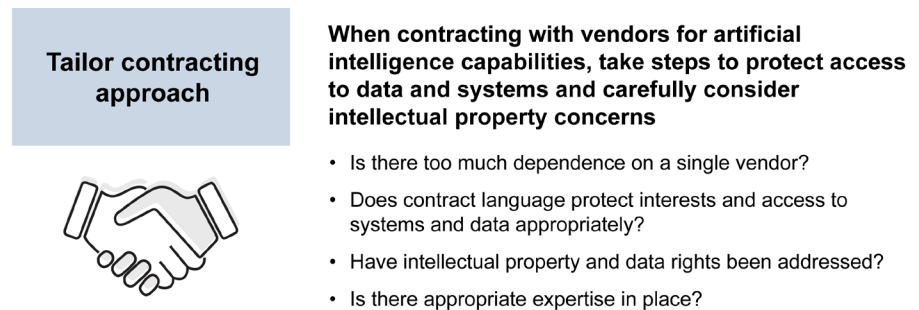 Tailor contracting
approach
When contracting with vendors for artificial
intelligence capabilities, take steps to protect access
to data and systems and carefully consider
intellectual property concerns
• Is there too much dependence on a single vendor?
• Does contract language protect interests and access to
systems and data appropriately?
• Have intellectual property and data rights been addressed?
• Is there appropriate expertise in place?